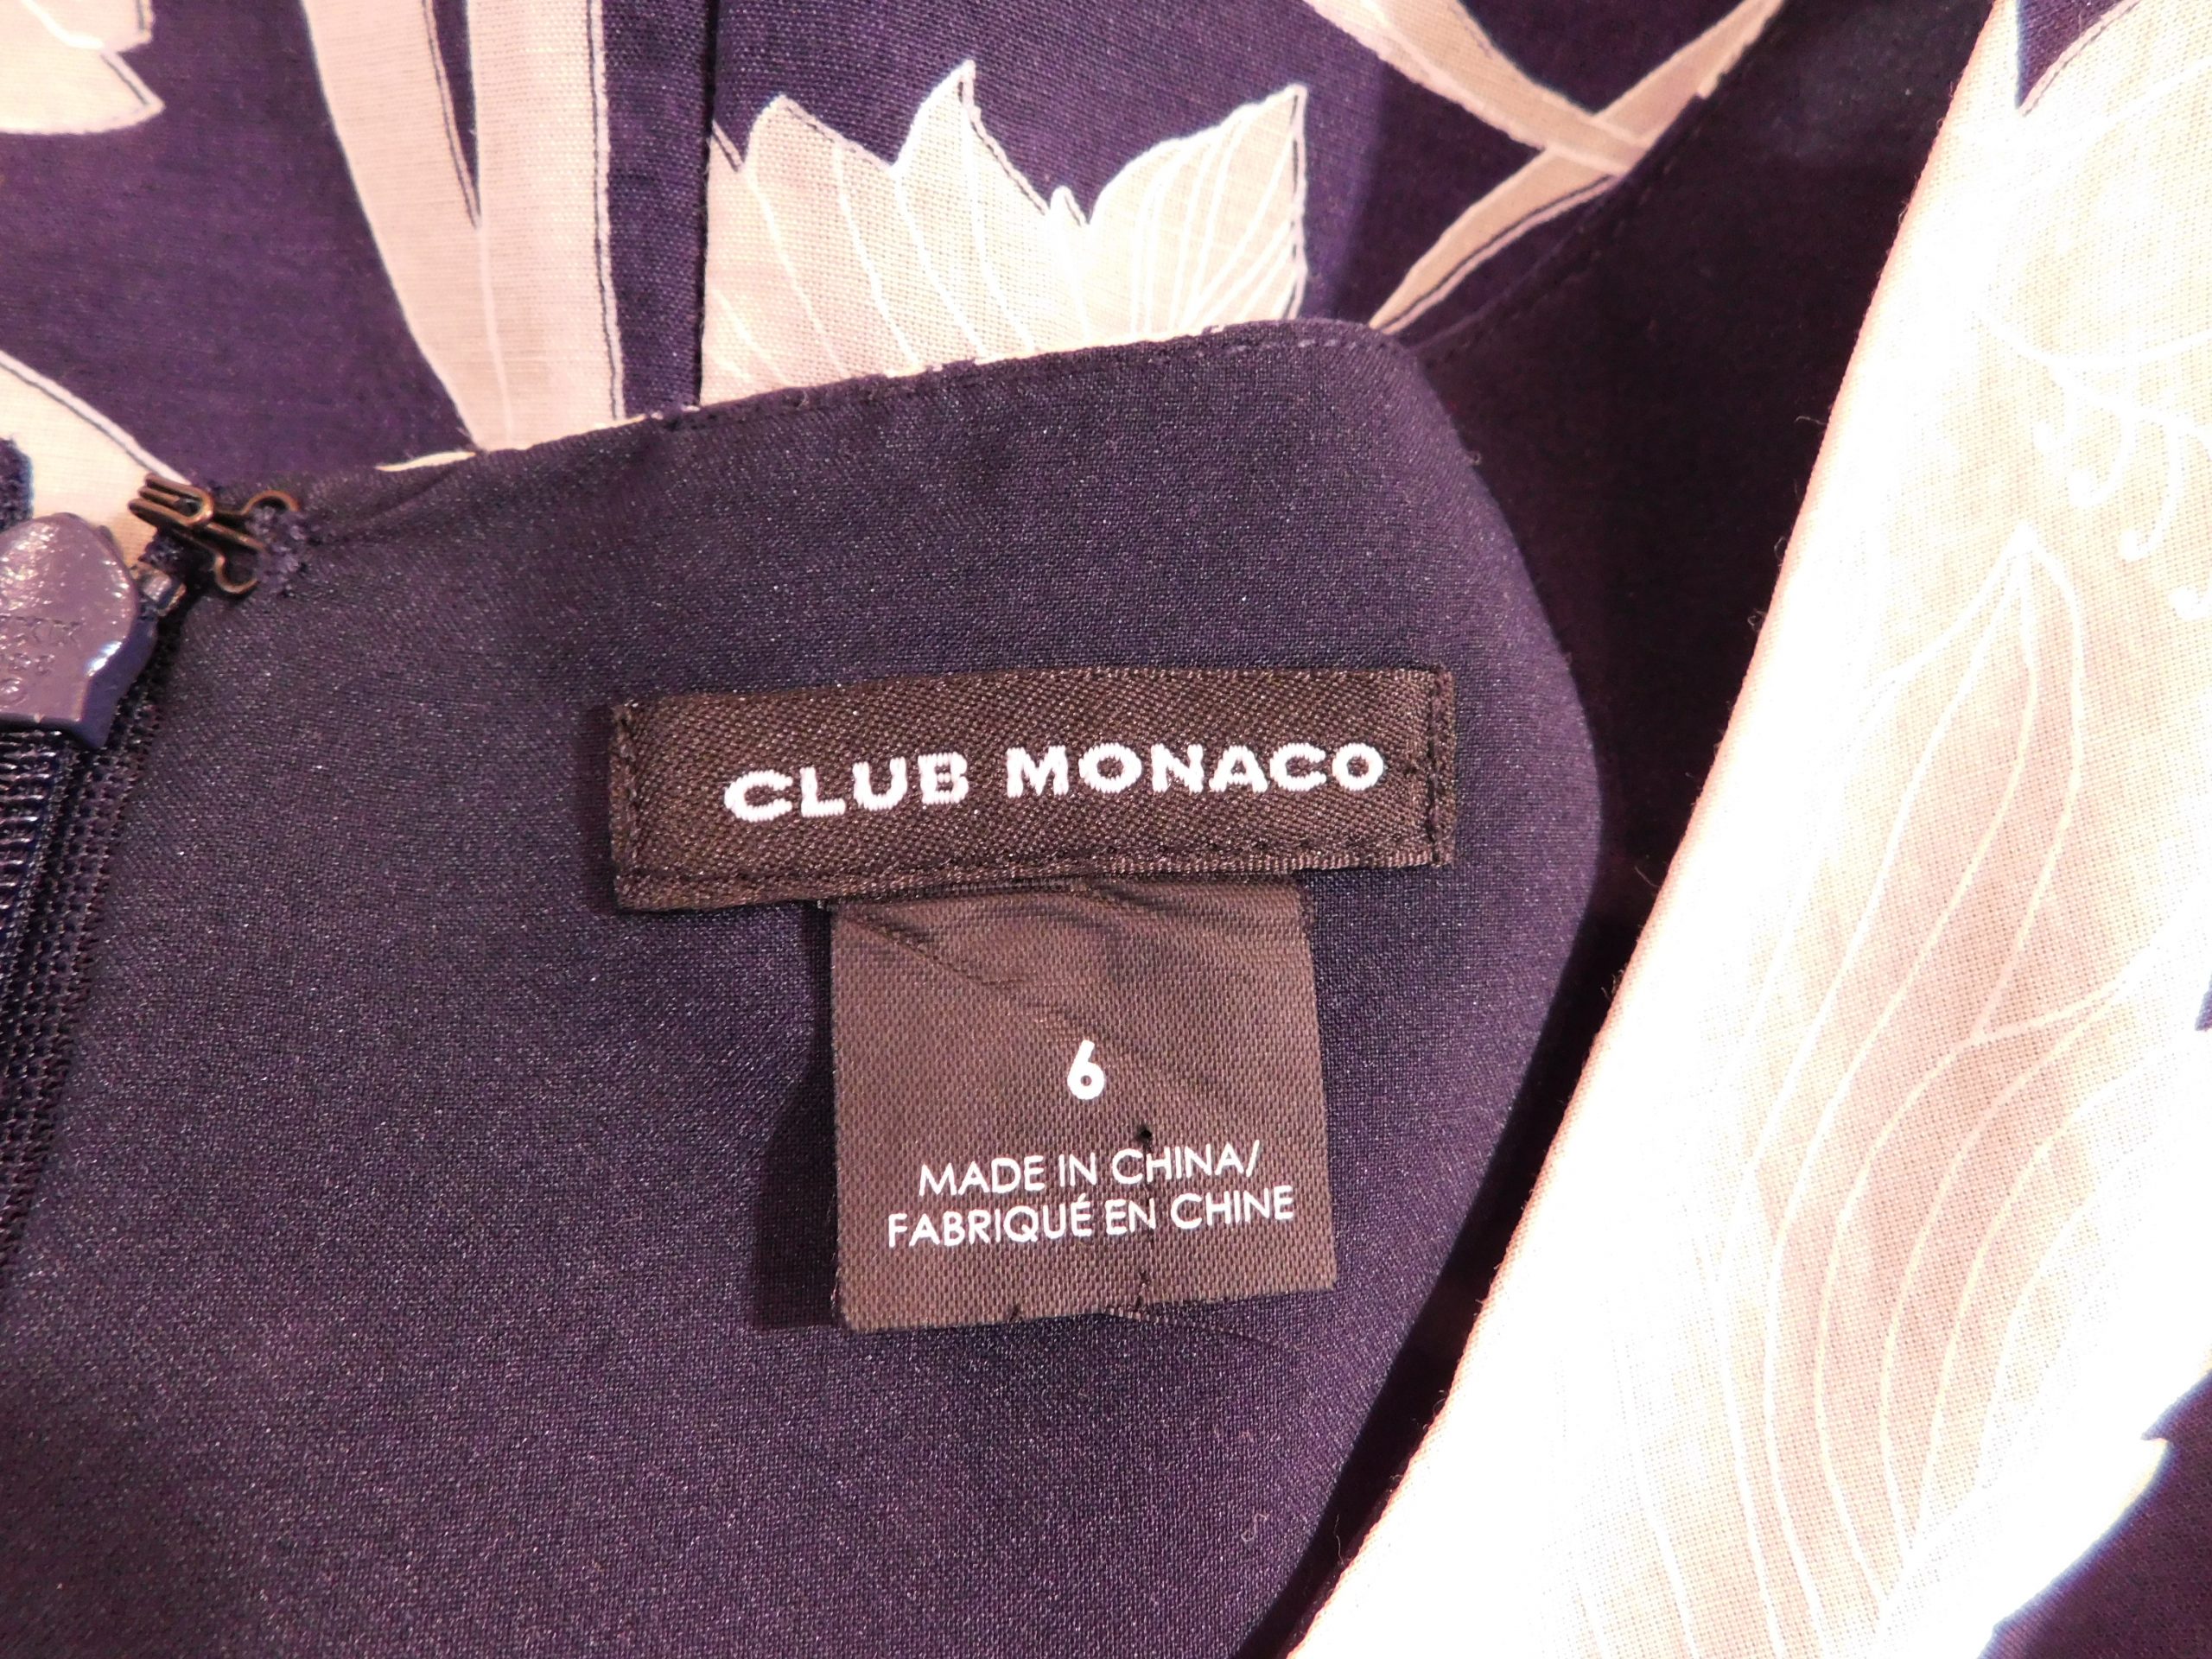 CLUB MONACO
6
MADE IN CHINA/
FABRIQUÉ EN CHINE